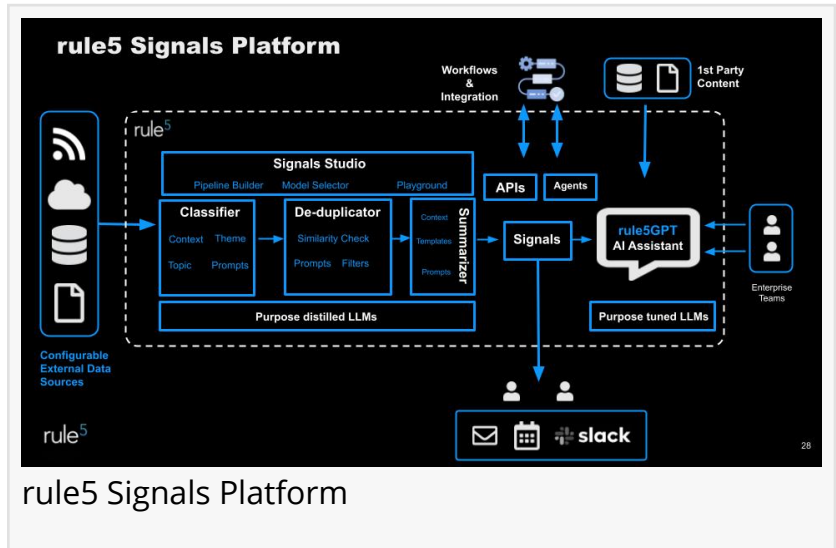 rule5 Signals Platform
Workflows
&
Integration
1st Party
Content
rule5
Signals Studio
Pipeline Builder Model Selector Playground
APIs
Agents
Classifier
Context Theme
Topic Prompts
De-duplicator
Similarity Check
Prompts Filters
Context
Templates
Prompts
Summarizer
Signals
rule5GPT
AI Assistant
Enterprise
Teams
Purpose distilled LLMs
Purpose tuned LLMs
Configurable
External Data
Sources
rule5
slack
28
rule5 Signals Platform